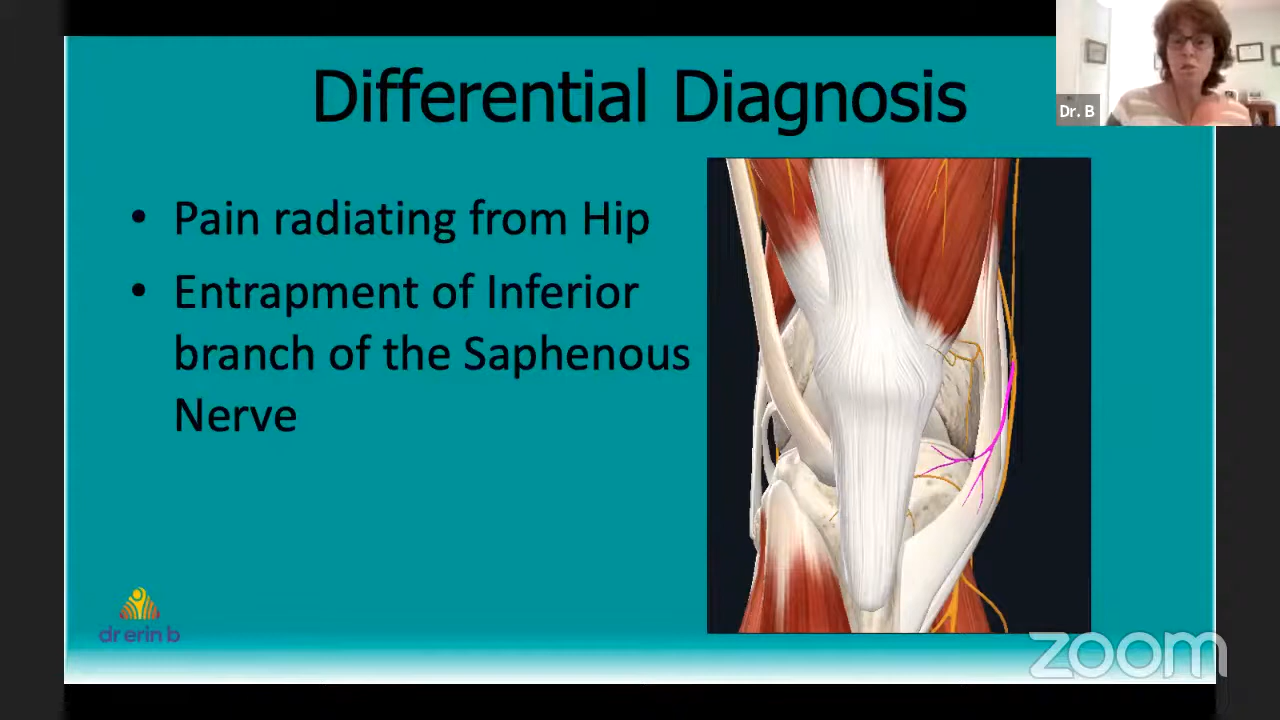 Differential Diagnosis
Dr. B
• Pain radiating from Hip
• Entrapment of Inferior
branch of the Saphenous
Nerve
dr erin b
zoom